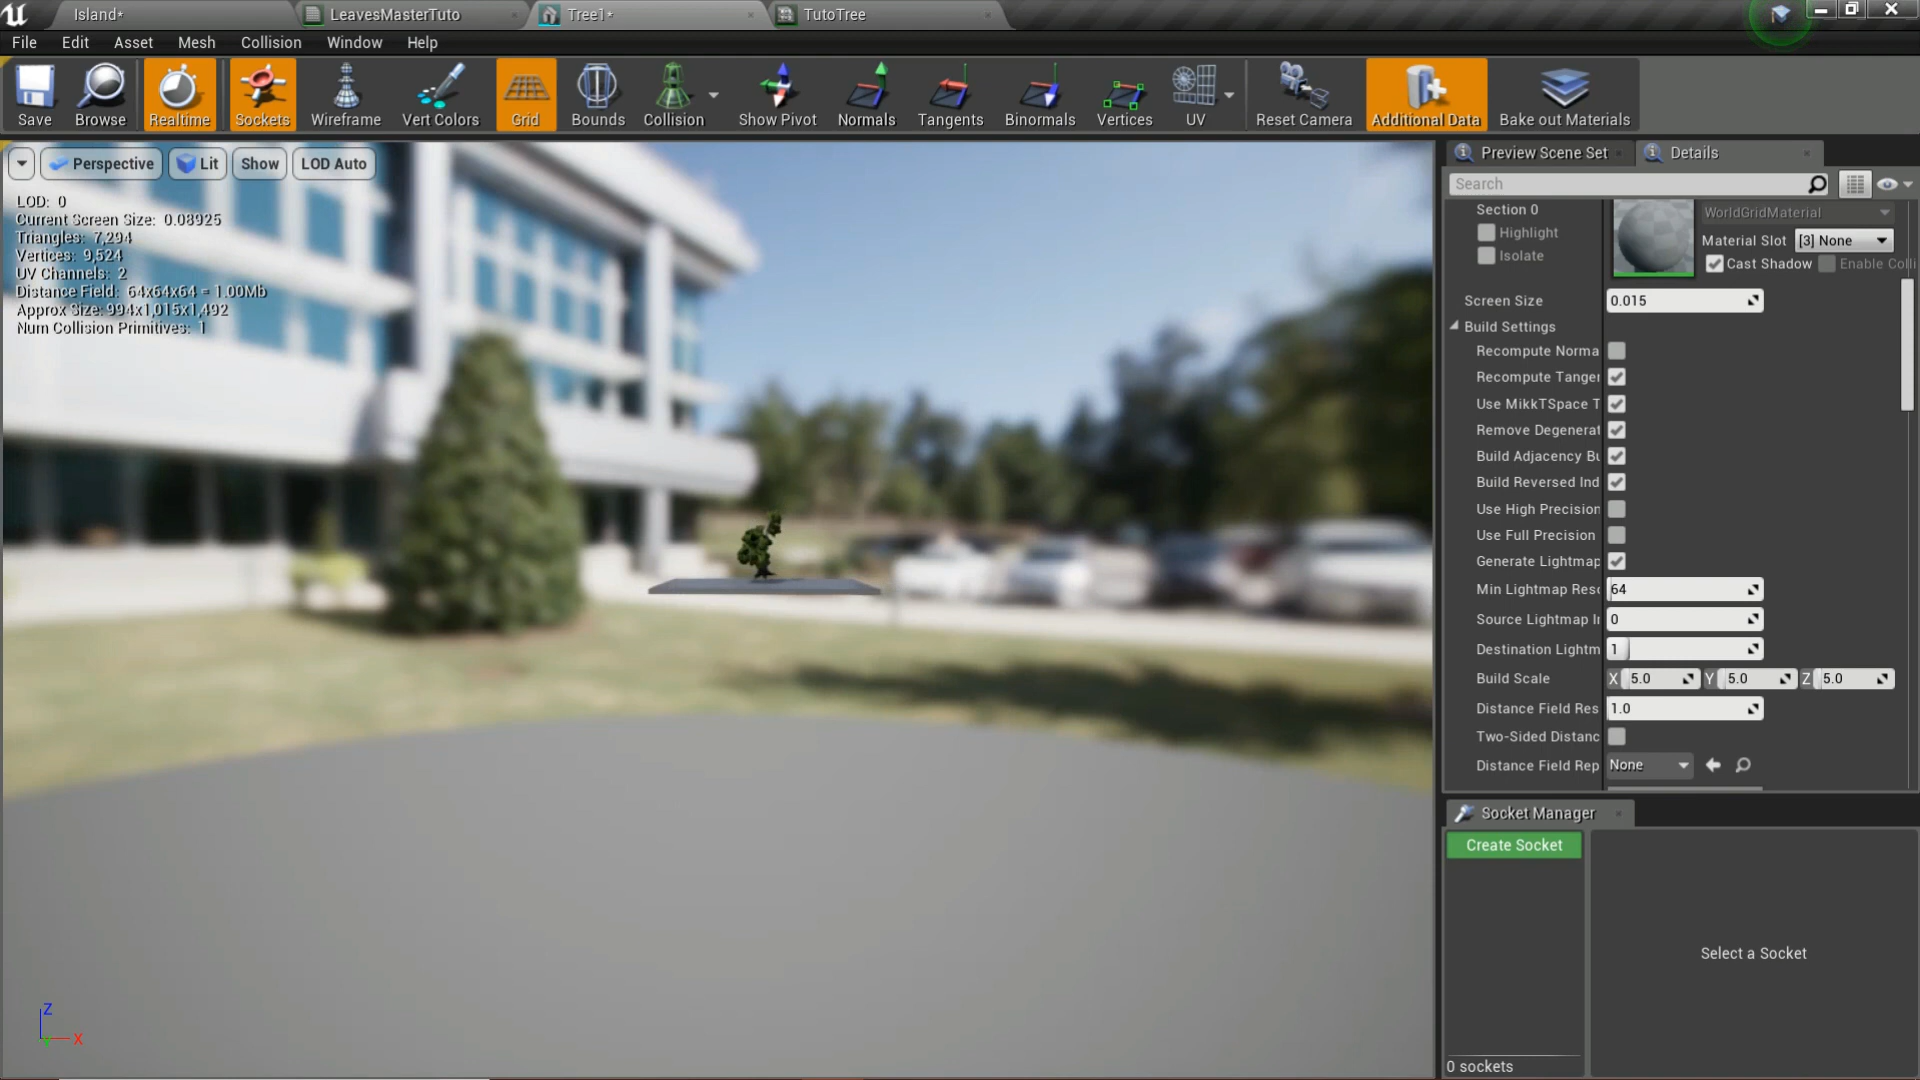 Island*
LeavesMasterTuto
Tree1*
TutoTree
File Edit Asset Mesh Collision Window Help
Save Browse Realtime Sockets Wireframe Vert Colors Grid Bounds Collision Show Pivot Normals Tangents Binormals Vertices UV Reset Camera Additional Data Bake out Materials
Perspective Lit Show LOD Auto
LOD: 0
Current Screen Size: 0.08925
Triangles: 7,294
Vertices: 9,524
UV Channels: 2
Distance Field: 64x64x64 = 1.00Mb
Approx Size: 994x1,015x1,492
Num Collision Primitives: 1
Z
X
Preview Scene Set Details
Search
Section 0
WorldGridMaterial
Highlight
Material Slot [3] None
Isolate
Cast Shadow Enable Colli
Screen Size 0.015
Build Settings
Recompute Norma
Recompute Tanger
Use MikkTSpace T
Remove Degenerat
Build Adjacency Bu
Build Reversed Ind
Use High Precision
Use Full Precision
Generate Lightmap
Min Lightmap Reso 64
Source Lightmap In 0
Destination Lightm 1
Build Scale X 5.0 Y 5.0 Z 5.0
Distance Field Res 1.0
Two-Sided Distanc
Distance Field Rep None
Socket Manager
Create Socket
Select a Socket
0 sockets